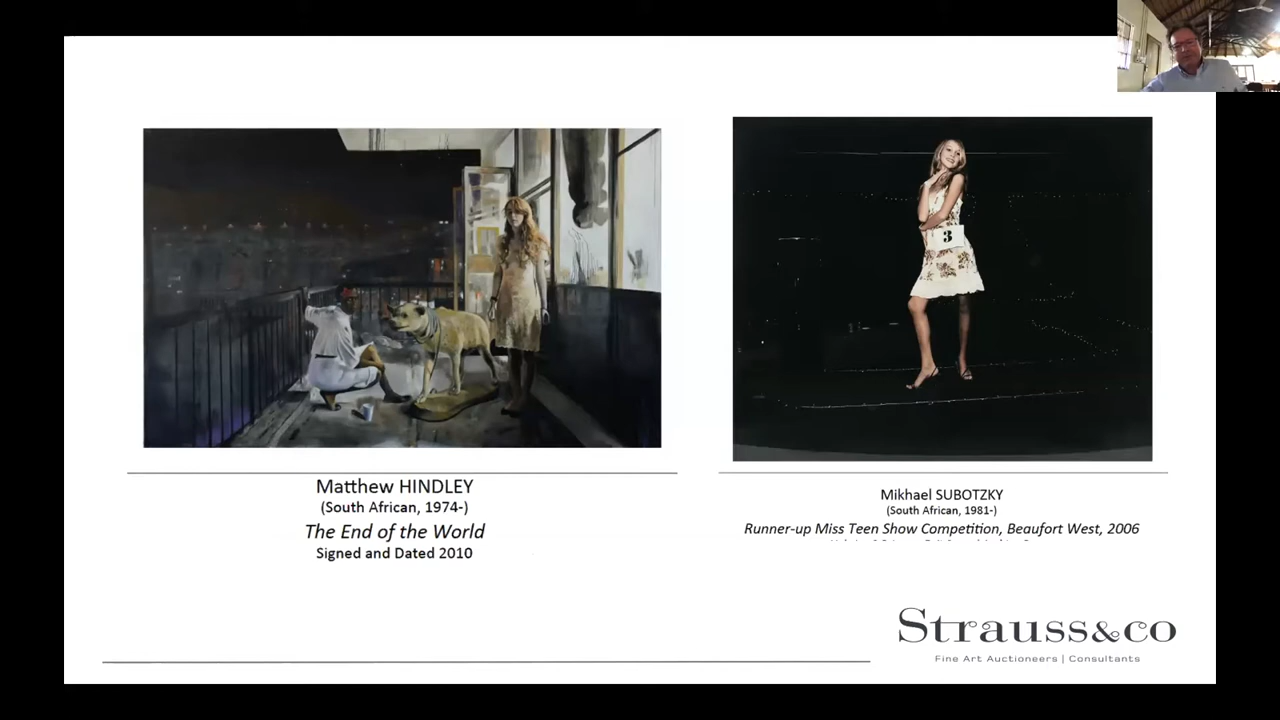 3
Matthew HINDLEY
(South African, 1974-)
The End of the World
Signed and Dated 2010
Mikhael SUBOTZKY
(South African, 1981-)
Runner-up Miss Teen Show Competition, Beaufort West, 2006
Strauss&co
Fine Art Auctioneers | Consultants